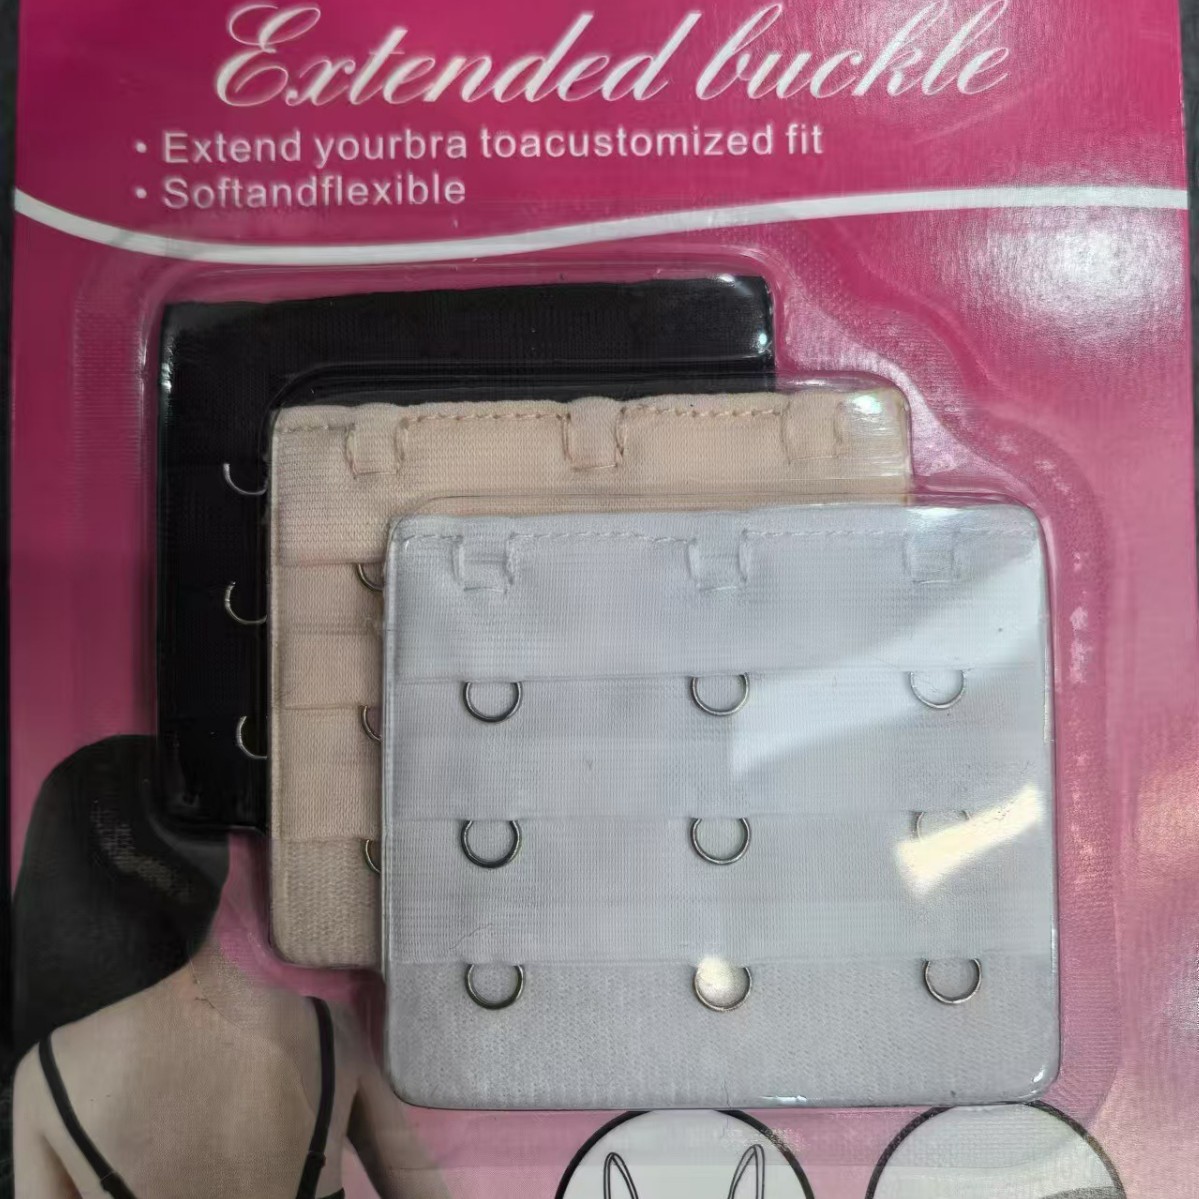 Extended buckle
• Extend yourbra toacustomized fit
• Softandflexible